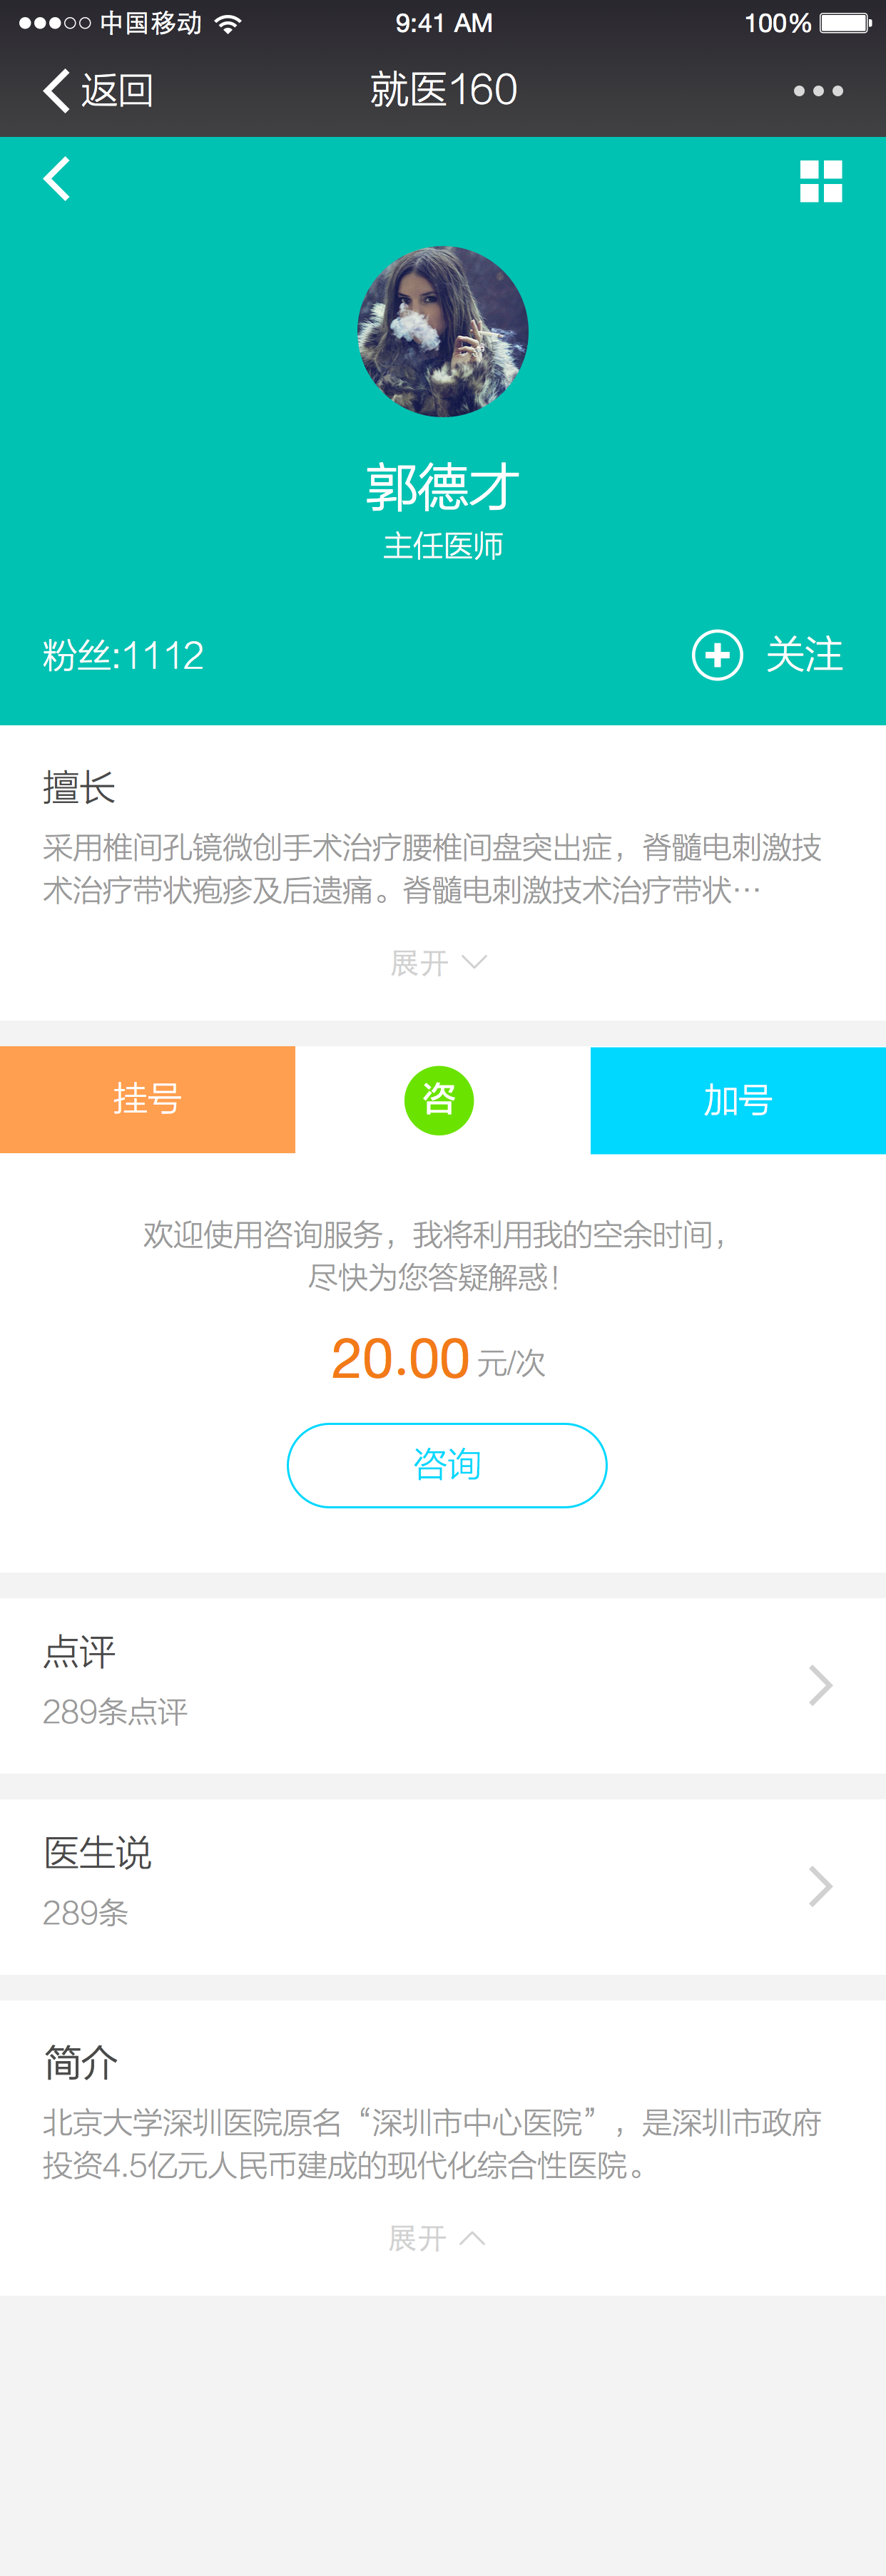 中国移动
9:41 AM
100%
返回
就医160
郭德才
主任医师
粉丝:1112
关注
擅长
采用椎间孔镜微创手术治疗腰椎间盘突出症，脊髓电刺激技
术治疗带状疱疹及后遗痛。脊髓电刺激技术治疗带状…
展开
挂号
咨
加号
欢迎使用咨询服务，我将利用我的空余时间，
尽快为您答疑解惑！
20.00 元/次
咨询
点评
289条点评
医生说
289条
简介
北京大学深圳医院原名“深圳市中心医院”，是深圳市政府
投资4.5亿元人民币建成的现代化综合性医院。
展开